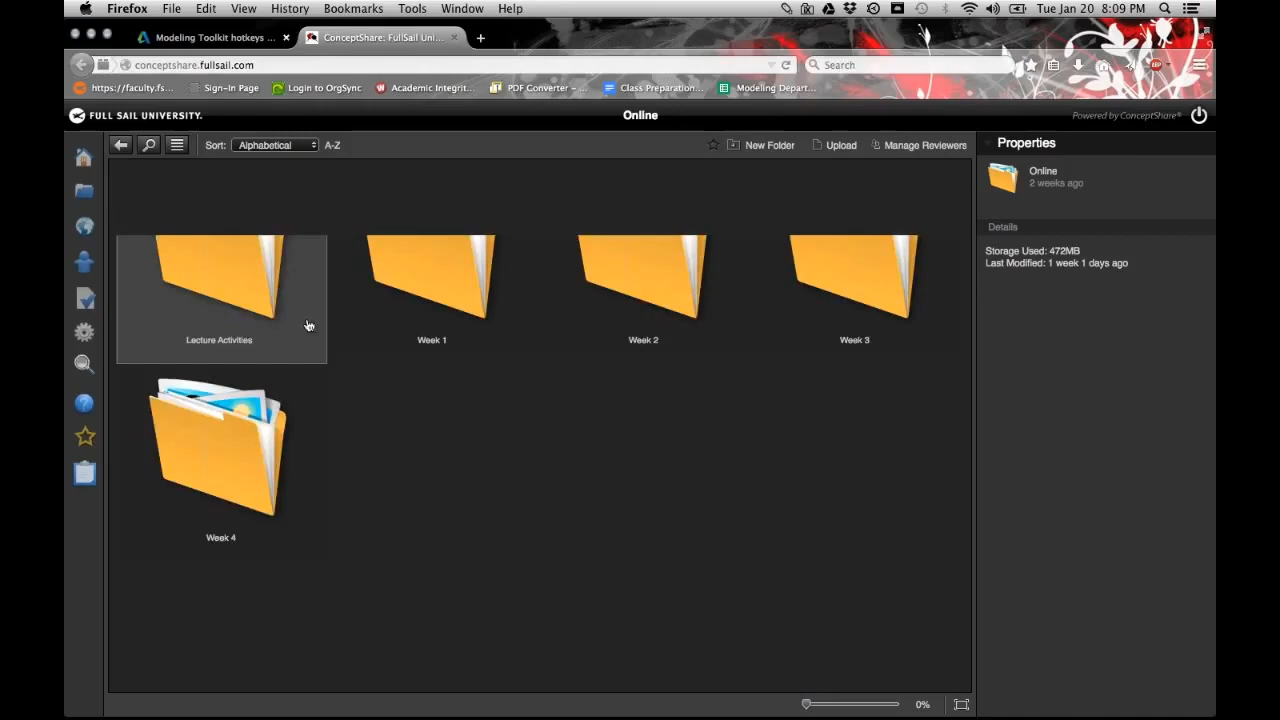 Firefox File Edit View History Bookmarks Tools Window Help Tue Jan 20 8:09 PM
Modeling Toolkit hotkeys ... ConceptShare: FullSail Uni...
conceptshare.fullsail.com Search
https://faculty.fs... Sign-In Page Login to OrgSync Academic Integrit... PDF Converter - ... Class Preparation... Modeling Depart...
FULL SAIL UNIVERSITY. Online Powered by ConceptShare®
Sort: Alphabetical A-Z New Folder Upload Manage Reviewers
Properties
Online
2 weeks ago
Details
Storage Used: 472MB
Last Modified: 1 week 1 days ago
Lecture Activities Week 1 Week 2 Week 3
Week 4
0%